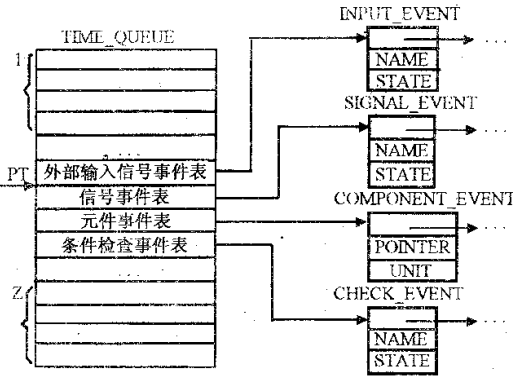 TIME_QUEUE
1
...
PT
外部输入信号事件表
信号事件表
元件事件表
条件检查事件表
...
Z
INPUT_EVENT
...
NAME
STATE
SIGNAL_EVENT
...
NAME
STATE
COMPONENT_EVENT
...
POINTER
UNIT
CHECK_EVENT
...
NAME
STATE